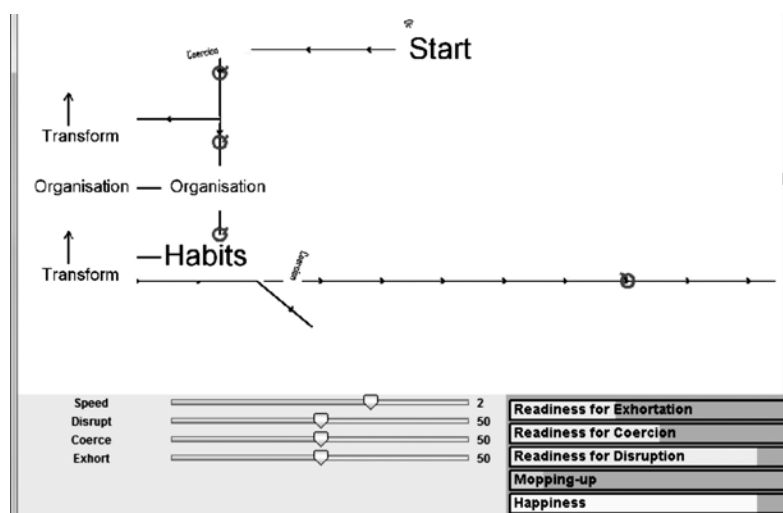 Start
Coercion
Transform
Organisation Organisation
Habits
Coersion
Transform
Speed 2
Disrupt 50
Coerce 50
Exhort 50
Readiness for Exhortation
Readiness for Coercion
Readiness for Disruption
Mopping-up
Happiness